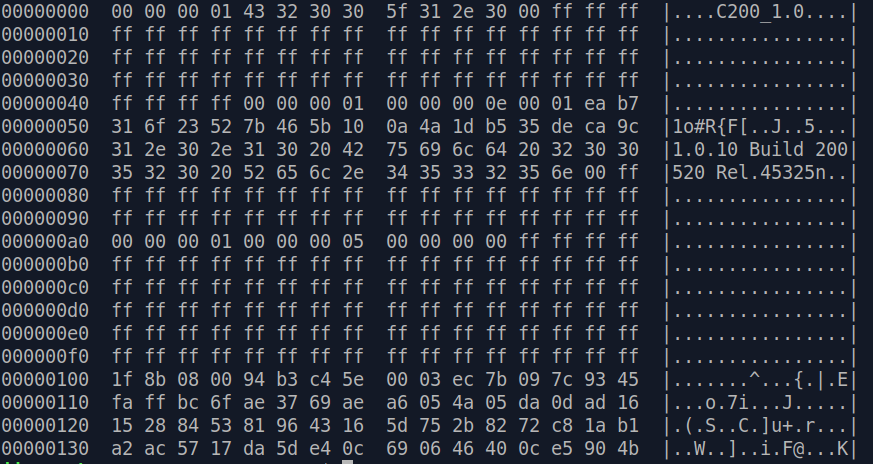 00000000  00 00 00 01 43 32 30 30  5f 31 2e 30 00 ff ff ff  |....C200_1.0....|
00000010  ff ff ff ff ff ff ff ff  ff ff ff ff ff ff ff ff  |................|
00000020  ff ff ff ff ff ff ff ff  ff ff ff ff ff ff ff ff  |................|
00000030  ff ff ff ff ff ff ff ff  ff ff ff ff ff ff ff ff  |................|
00000040  ff ff ff ff 00 00 00 01  00 00 00 0e 00 01 ea b7  |................|
00000050  31 6f 23 52 7b 46 5b 10  0a 4a 1d b5 35 de ca 9c  |1o#R{F[..J..5...|
00000060  31 2e 30 2e 31 30 20 42  75 69 6c 64 20 32 30 30  |1.0.10 Build 200|
00000070  35 32 30 20 52 65 6c 2e  34 35 33 32 35 6e 00 ff  |520 Rel.45325n..|
00000080  ff ff ff ff ff ff ff ff  ff ff ff ff ff ff ff ff  |................|
00000090  ff ff ff ff ff ff ff ff  ff ff ff ff ff ff ff ff  |................|
000000a0  00 00 00 01 00 00 00 05  00 00 00 00 ff ff ff ff  |................|
000000b0  ff ff ff ff ff ff ff ff  ff ff ff ff ff ff ff ff  |................|
000000c0  ff ff ff ff ff ff ff ff  ff ff ff ff ff ff ff ff  |................|
000000d0  ff ff ff ff ff ff ff ff  ff ff ff ff ff ff ff ff  |................|
000000e0  ff ff ff ff ff ff ff ff  ff ff ff ff ff ff ff ff  |................|
000000f0  ff ff ff ff ff ff ff ff  ff ff ff ff ff ff ff ff  |................|
00000100  1f 8b 08 00 94 b3 c4 5e  00 03 ec 7b 09 7c 93 45  |.......^...{.|.E|
00000110  fa ff bc 6f ae 37 69 ae  a6 05 4a 05 da 0d ad 16  |...o.7i...J.....|
00000120  15 28 84 53 81 96 43 16  5d 75 2b 82 72 c8 1a b1  |.(.S..C.]u+.r...|
00000130  a2 ac 57 17 da 5d e4 0c  69 06 46 40 0c e5 90 4b  |..W..]..i.F@...K|